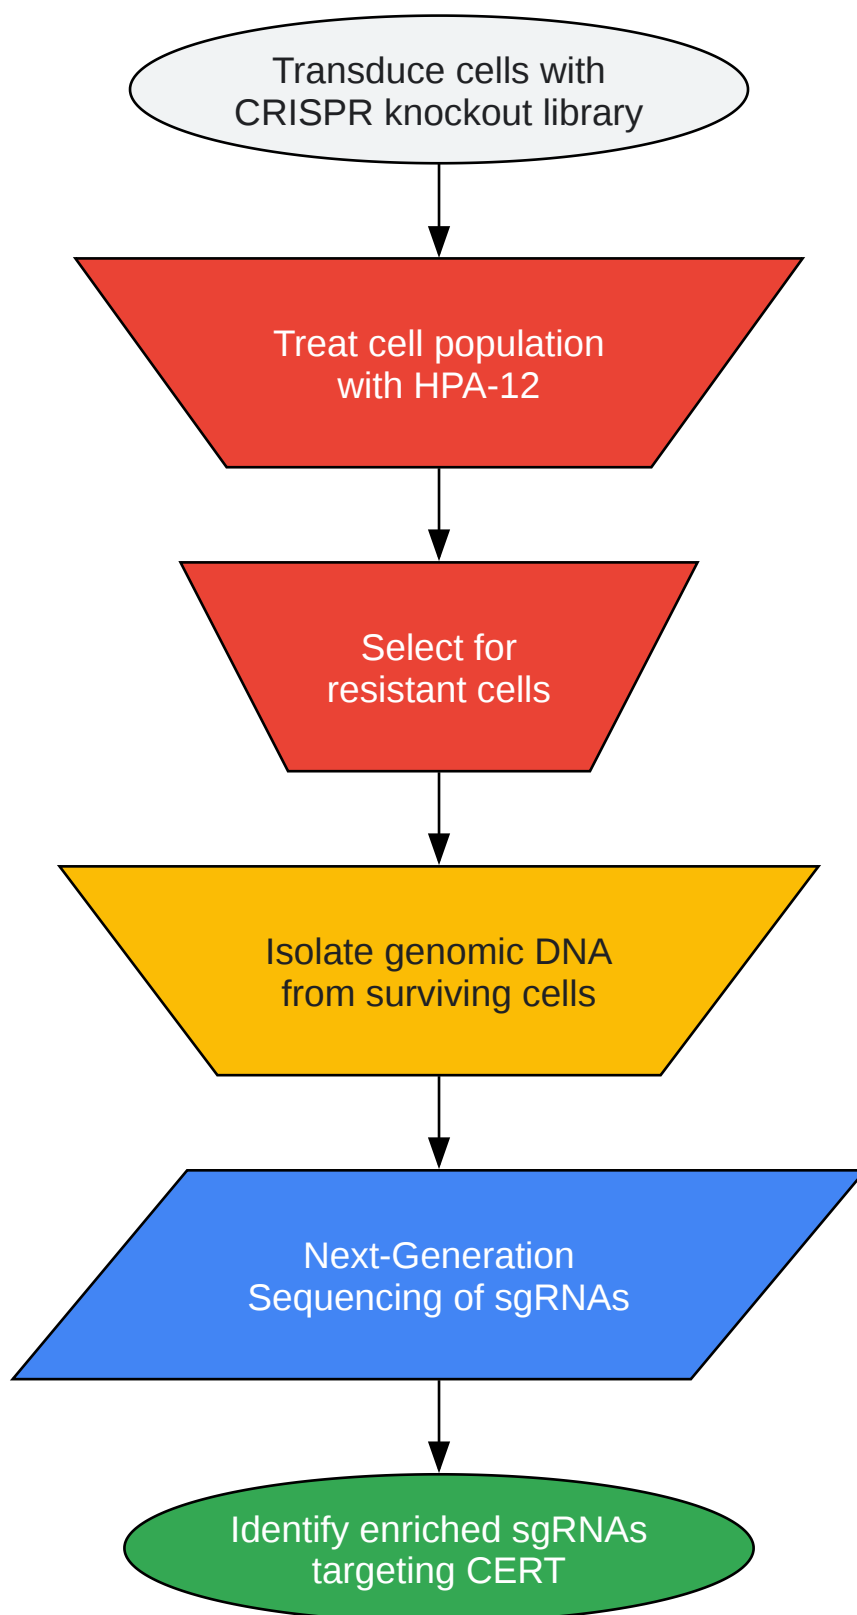 Transduce cells with
CRISPR knockout library
Treat cell population
with HPA-12
Select for
resistant cells
Isolate genomic DNA
from surviving cells
Next-Generation
Sequencing of sgRNAs
Identify enriched sgRNAs
targeting CERT